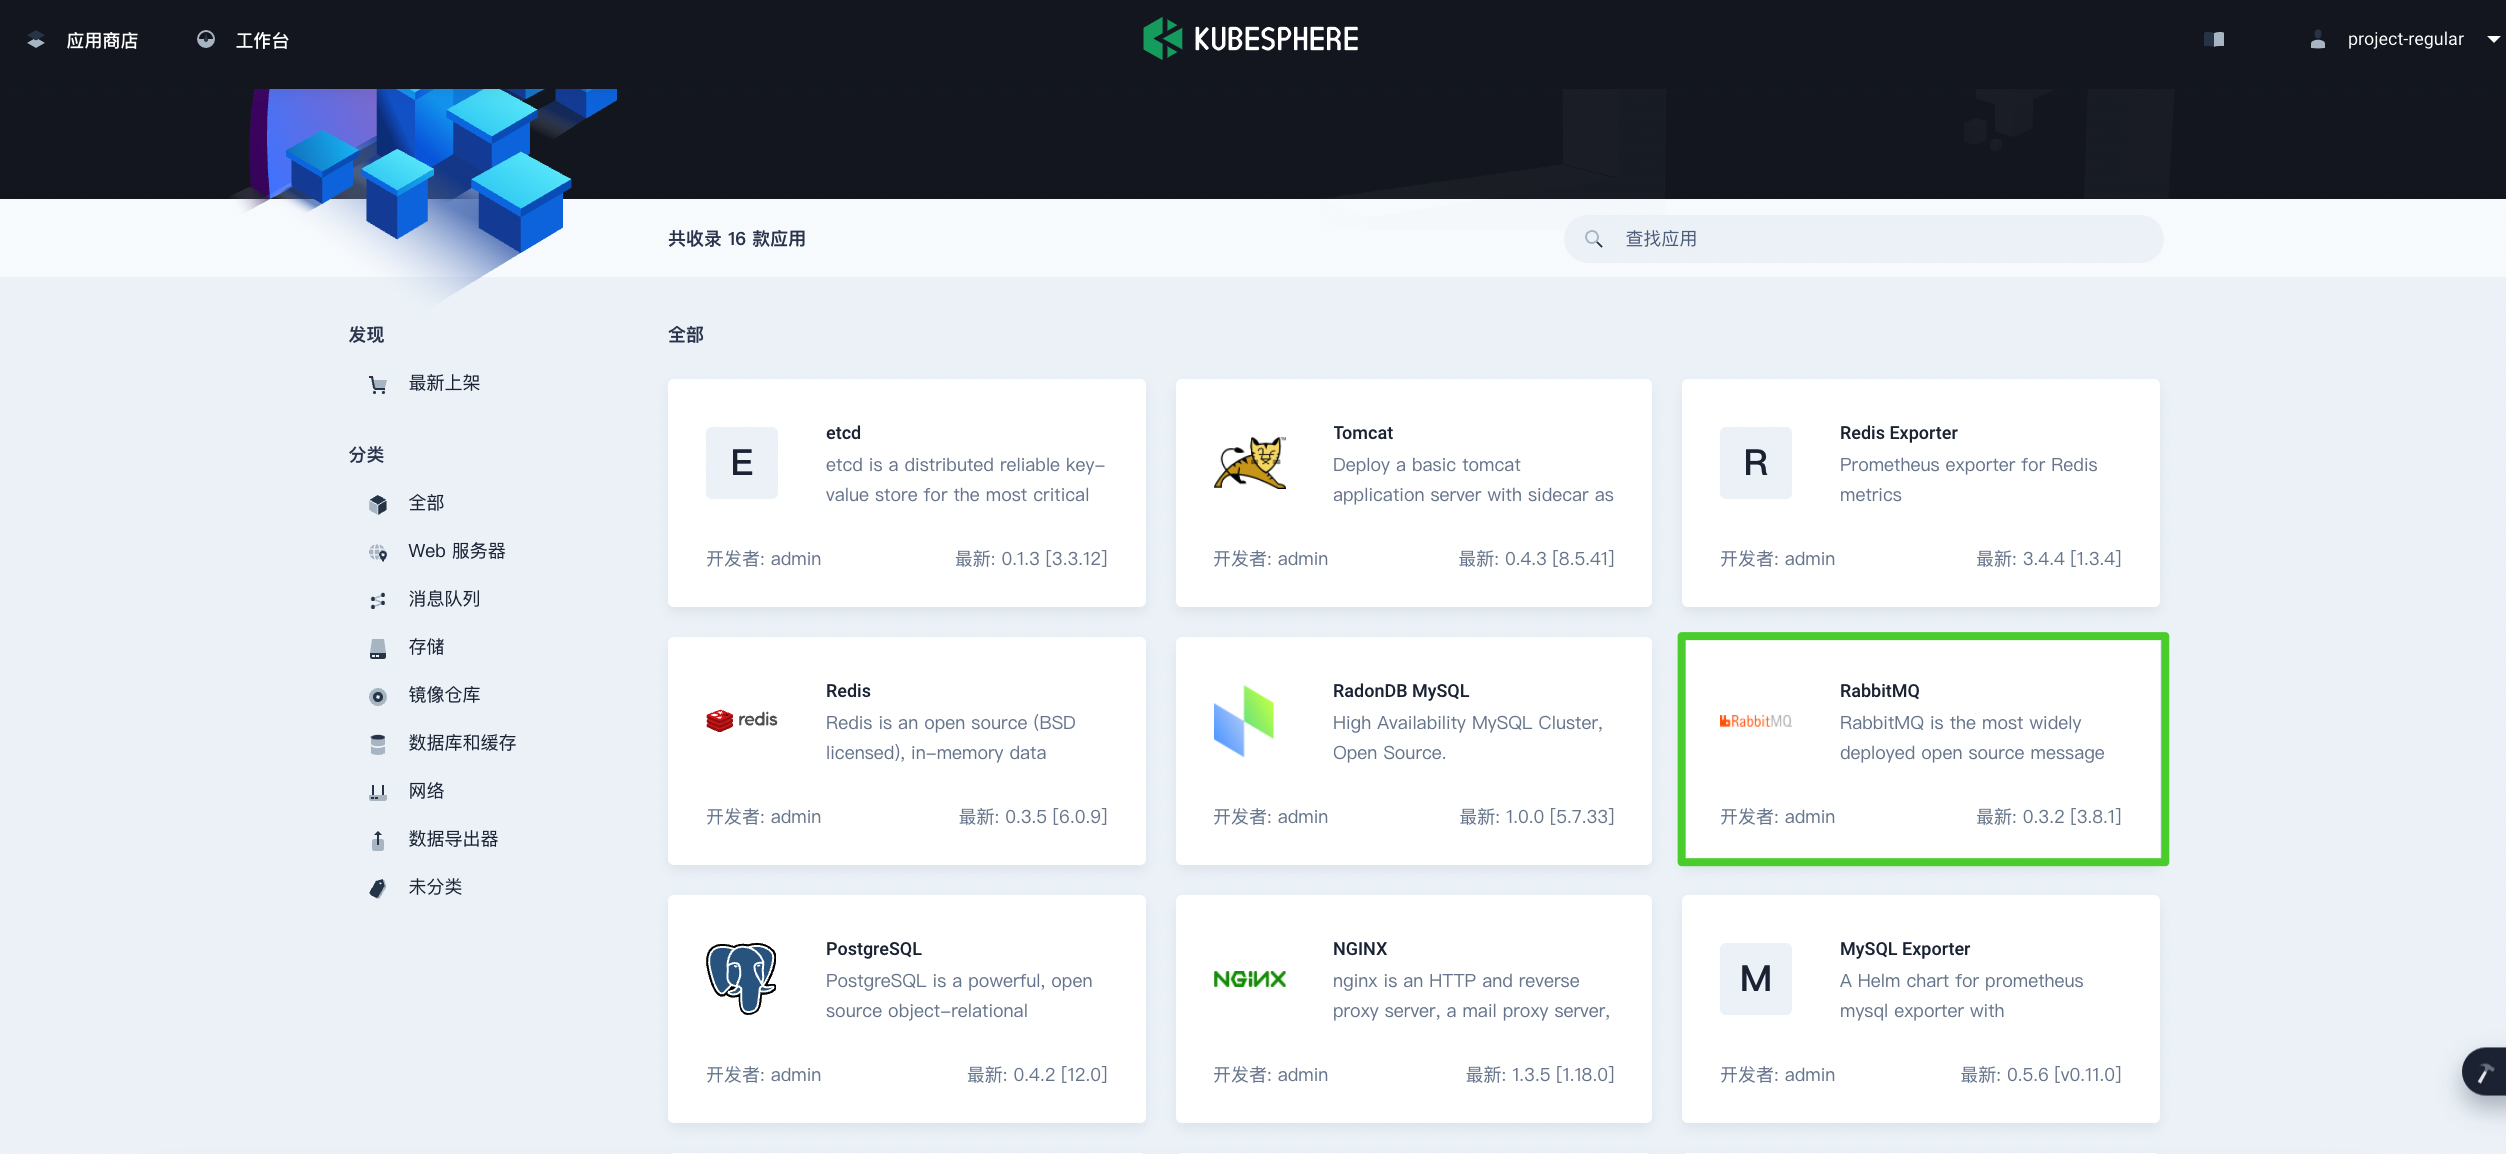 应用商店
工作台
KUBESPHERE
project-regular
共收录 16 款应用
查找应用
发现
最新上架
分类
全部
Web 服务器
消息队列
存储
镜像仓库
数据库和缓存
网络
数据导出器
未分类
全部
E
etcd
etcd is a distributed reliable key-
value store for the most critical
开发者: admin
最新: 0.1.3 [3.3.12]
Tomcat
Deploy a basic tomcat
application server with sidecar as
开发者: admin
最新: 0.4.3 [8.5.41]
R
Redis Exporter
Prometheus exporter for Redis
metrics
开发者: admin
最新: 3.4.4 [1.3.4]
redis
Redis
Redis is an open source (BSD
licensed), in-memory data
开发者: admin
最新: 0.3.5 [6.0.9]
RadonDB MySQL
High Availability MySQL Cluster,
Open Source.
开发者: admin
最新: 1.0.0 [5.7.33]
RabbitMQ
RabbitMQ
RabbitMQ is the most widely
deployed open source message
开发者: admin
最新: 0.3.2 [3.8.1]
PostgreSQL
PostgreSQL is a powerful, open
source object-relational
开发者: admin
最新: 0.4.2 [12.0]
NGINX
NGINX
nginx is an HTTP and reverse
proxy server, a mail proxy server,
开发者: admin
最新: 1.3.5 [1.18.0]
M
MySQL Exporter
A Helm chart for prometheus
mysql exporter with
开发者: admin
最新: 0.5.6 [v0.11.0]